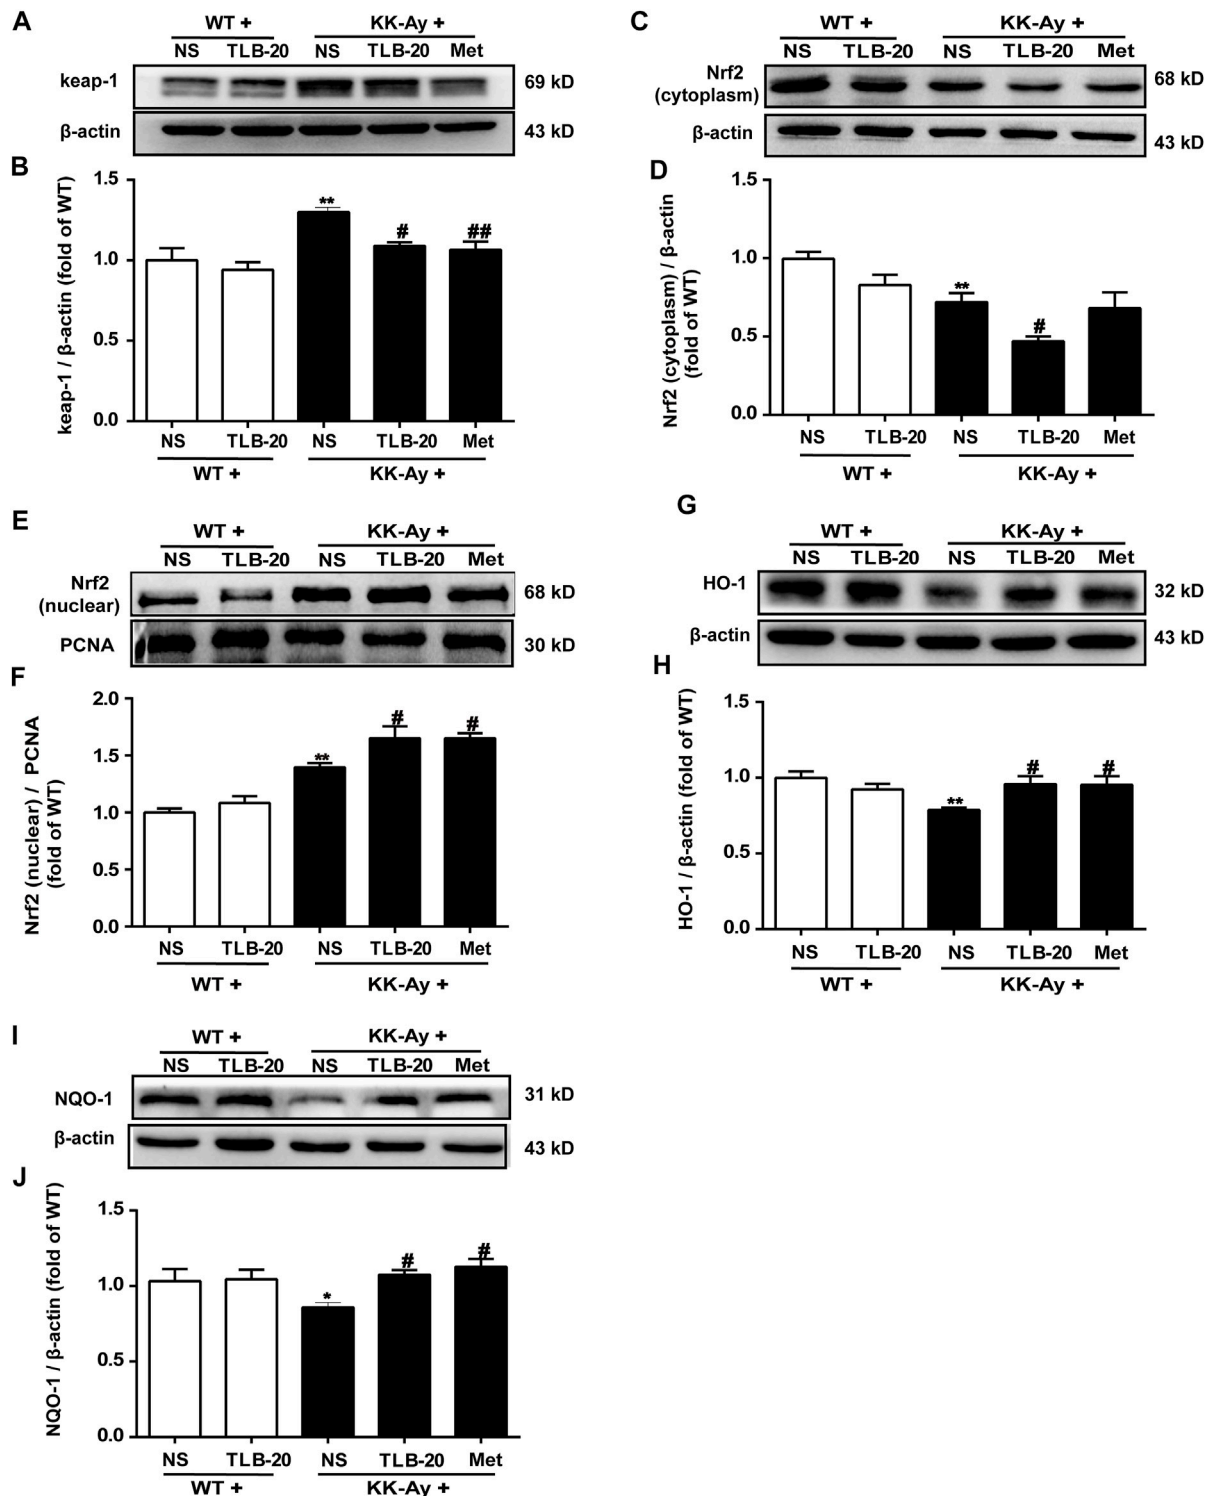 A
WT + KK-Ay +
NS TLB-20 NS TLB-20 Met
keap-1 69 kD
β-actin 43 kD
B
keap-1 / β-actin (fold of WT)
1.5
1.0
0.5
0.0
** # ##
NS TLB-20 NS TLB-20 Met
WT + KK-Ay +
C
WT + KK-Ay +
NS TLB-20 NS TLB-20 Met
Nrf2
(cytoplasm) 68 kD
β-actin 43 kD
D
Nrf2 (cytoplasm) / β-actin
(fold of WT)
1.5
1.0
0.5
0.0
** #
NS TLB-20 NS TLB-20 Met
WT + KK-Ay +
E
WT + KK-Ay +
NS TLB-20 NS TLB-20 Met
Nrf2
(nuclear) 68 kD
PCNA 30 kD
F
Nrf2 (nuclear) / PCNA
(fold of WT)
2.0
1.5
1.0
0.5
0.0
** # #
NS TLB-20 NS TLB-20 Met
WT + KK-Ay +
G
WT + KK-Ay +
NS TLB-20 NS TLB-20 Met
HO-1 32 kD
β-actin 43 kD
H
HO-1 / β-actin (fold of WT)
1.5
1.0
0.5
0.0
** # #
NS TLB-20 NS TLB-20 Met
WT + KK-Ay +
I
WT + KK-Ay +
NS TLB-20 NS TLB-20 Met
NQO-1 31 kD
β-actin 43 kD
J
NQO-1 / β-actin (fold of WT)
1.5
1.0
0.5
0.0
* # #
NS TLB-20 NS TLB-20 Met
WT + KK-Ay +